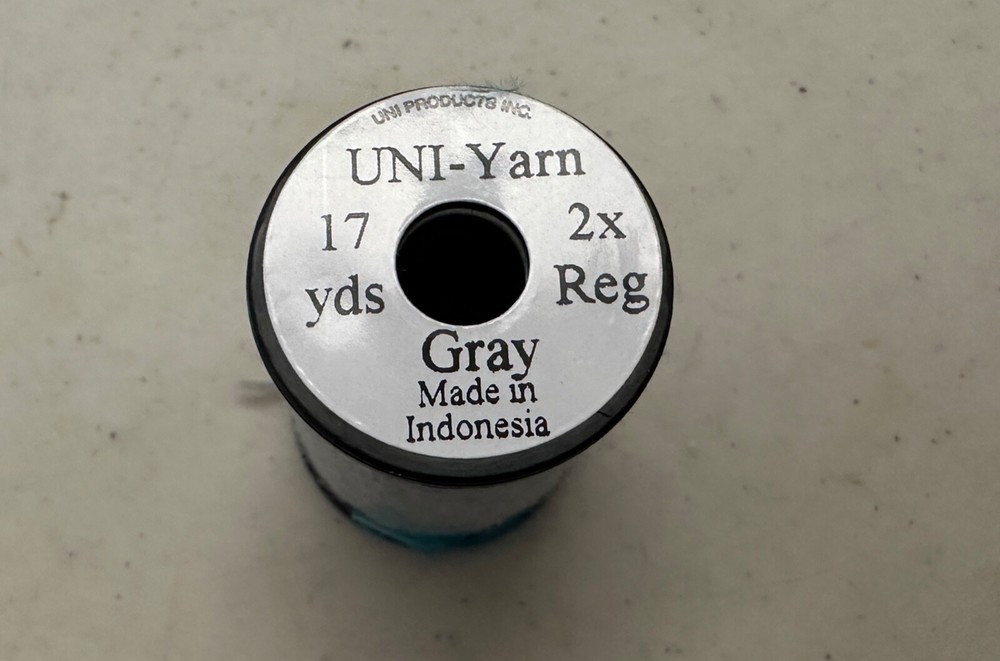 UNI PRODUCTS INC.
UNI-Yarn
17
yds
2x
Reg
Gray
Made in
Indonesia